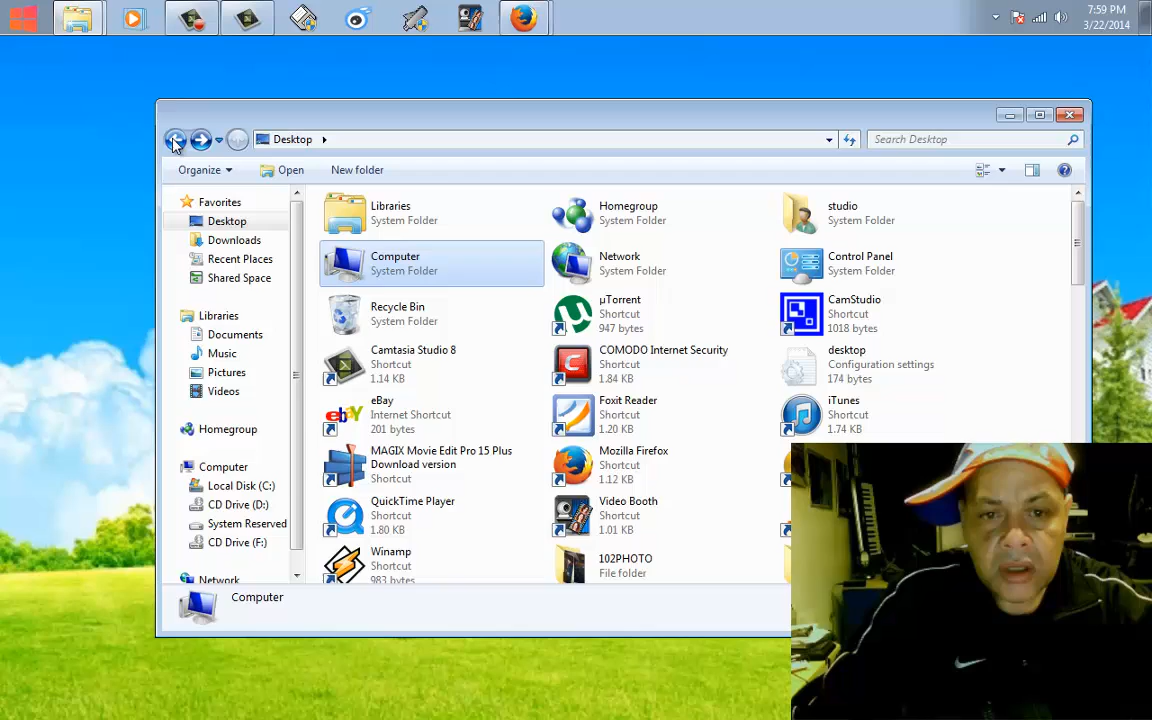 7:59 PM
3/22/2014
Desktop
Search Desktop
Organize
Open
New folder
Favorites
Desktop
Downloads
Recent Places
Shared Space
Libraries
Documents
Music
Pictures
Videos
Homegroup
Computer
Local Disk (C:)
CD Drive (D:)
System Reserved
CD Drive (F:)
Network
Libraries
System Folder
Homegroup
System Folder
studio
System Folder
Computer
System Folder
Network
System Folder
Control Panel
System Folder
Recycle Bin
System Folder
µTorrent
Shortcut
947 bytes
CamStudio
Shortcut
1018 bytes
Camtasia Studio 8
Shortcut
1.14 KB
COMODO Internet Security
Shortcut
1.84 KB
desktop
Configuration settings
174 bytes
eBay
Internet Shortcut
201 bytes
Foxit Reader
Shortcut
1.20 KB
iTunes
Shortcut
1.74 KB
MAGIX Movie Edit Pro 15 Plus
Download version
Shortcut
Mozilla Firefox
Shortcut
1.12 KB
QuickTime Player
Shortcut
1.80 KB
Video Booth
Shortcut
1.01 KB
Winamp
Shortcut
983 bytes
102PHOTO
File folder
Computer